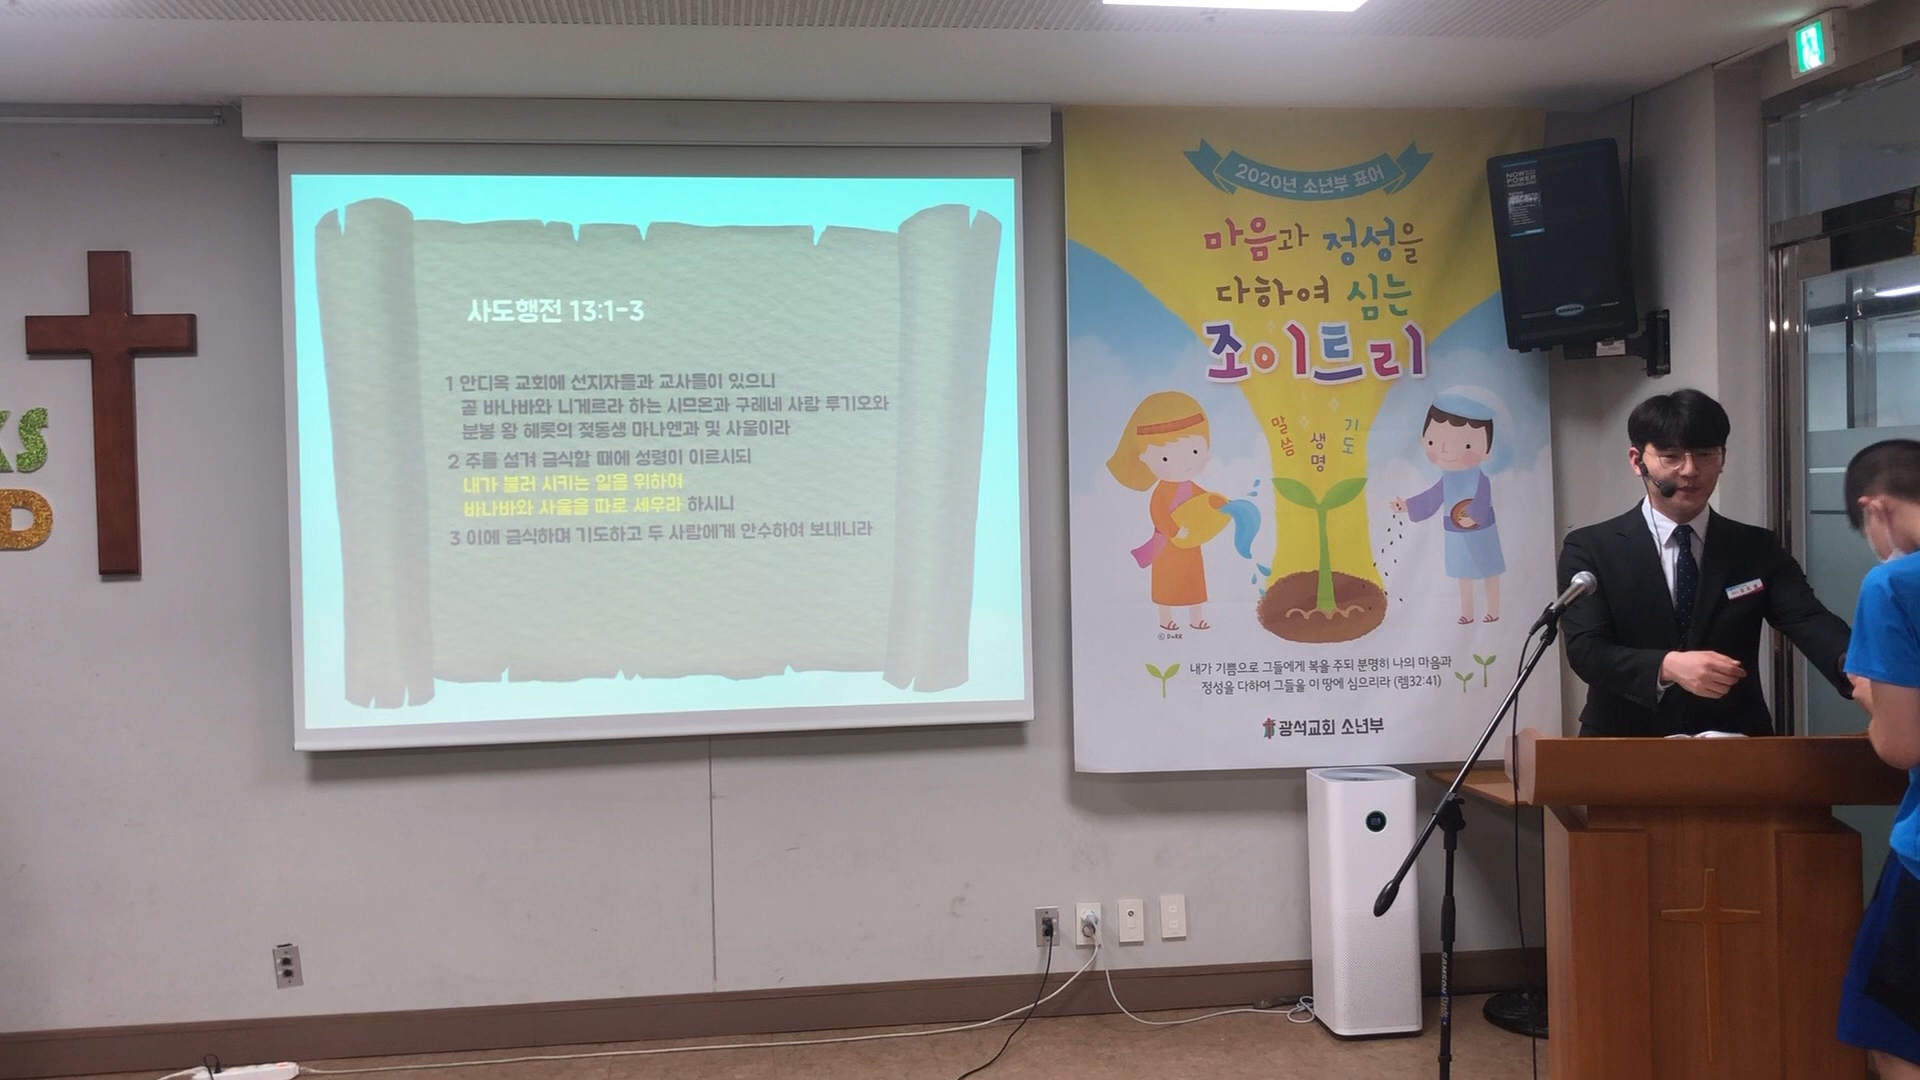 KS
D
사도행전 13:1-3
1 안디옥 교회에 선지자들과 교사들이 있으니
곧 바나바와 니게르라 하는 시므온과 구레네 사람 루기오와
분봉 왕 헤롯의 젖동생 마나엔과 및 사울이라
2 주를 섬겨 금식할 때에 성령이 이르시되
내가 불러 시키는 일을 위하여
바나바와 사울을 따로 세우라 하시니
3 이에 금식하며 기도하고 두 사람에게 안수하여 보내니라
2020년 소년부 표어
마음과 정성을
다하여 심는
조이트리
말씀
생명
기도
© DaRK
내가 기쁨으로 그들에게 복을 주되 분명히 나의 마음과
정성을 다하여 그들을 이 땅에 심으리라 (렘32:41)
광석교회 소년부
NOW
POWER
SAMSON